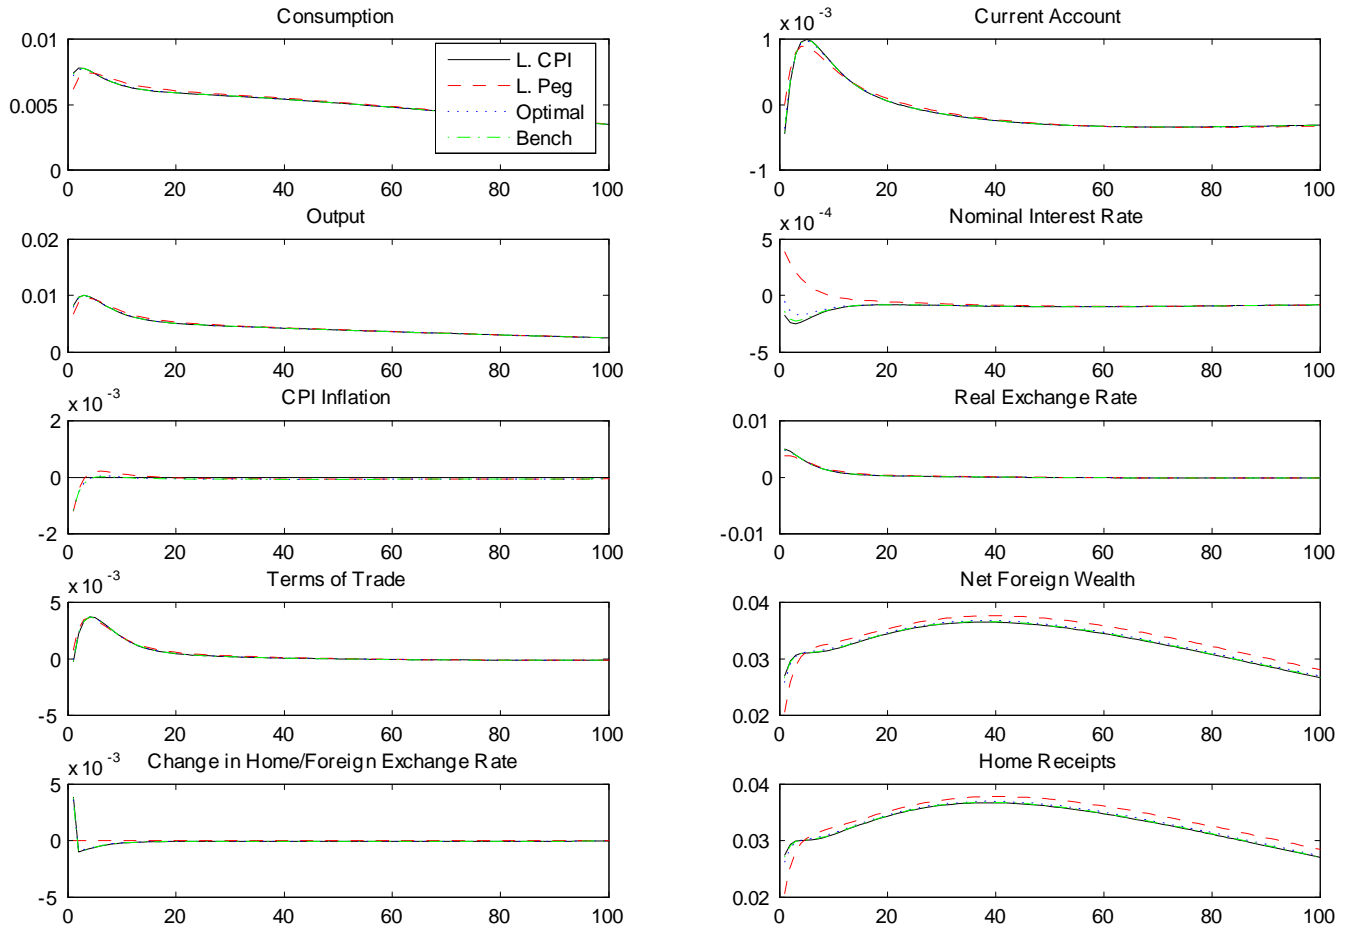 Consumption
0.01
0.005
0
0 20 40 60 80 100
L. CPI
L. Peg
Optimal
Bench
Current Account
x 10 -3
1
0
-1
0 20 40 60 80 100
Output
0.02
0.01
0
0 20 40 60 80 100
Nominal Interest Rate
x 10 -4
5
0
-5
0 20 40 60 80 100
CPI Inflation
x 10 -3
2
0
-2
0 20 40 60 80 100
Real Exchange Rate
0.01
0
-0.01
0 20 40 60 80 100
Terms of Trade
x 10 -3
5
0
-5
0 20 40 60 80 100
Net Foreign Wealth
0.04
0.03
0.02
0 20 40 60 80 100
Change in Home/Foreign Exchange Rate
x 10 -3
5
0
-5
0 20 40 60 80 100
Home Receipts
0.04
0.03
0.02
0 20 40 60 80 100